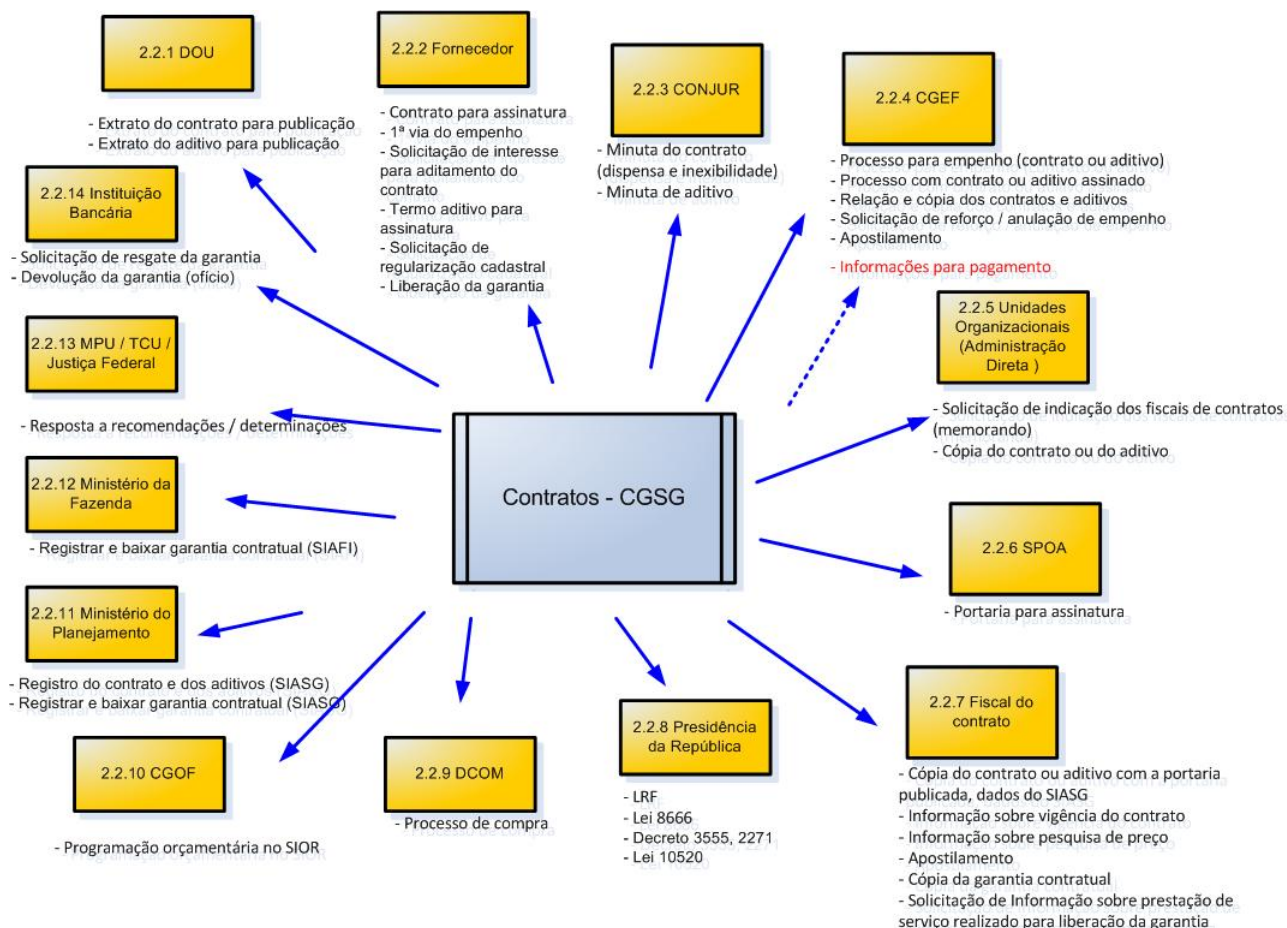 2.2.1 DOU
- Extrato do contrato para publicação
- Extrato do aditivo para publicação
2.2.2 Fornecedor
- Contrato para assinatura
- 1ª via do empenho
- Solicitação de interesse
para aditamento do
contrato
- Termo aditivo para
assinatura
- Solicitação de
regularização cadastral
- Liberação da garantia
2.2.3 CONJUR
- Minuta do contrato
(dispensa e inexibilidade)
- Minuta de aditivo
2.2.4 CGEF
- Processo para empenho (contrato ou aditivo)
- Processo com contrato ou aditivo assinado
- Relação e cópia dos contratos e aditivos
- Solicitação de reforço / anulação de empenho
- Apostilamento
- Informações para pagamento
2.2.14 Instituição
Bancária
- Solicitação de resgate da garantia
- Devolução da garantia (ofício)
2.2.5 Unidades
Organizacionais
(Administração
Direta )
- Solicitação de indicação dos fiscais de contratos
(memorando)
- Cópia do contrato ou do aditivo
2.2.13 MPU / TCU /
Justiça Federal
- Resposta a recomendações / determinações
Contratos - CGSG
2.2.12 Ministério da
Fazenda
- Registrar e baixar garantia contratual (SIAFI)
2.2.6 SPOA
- Portaria para assinatura
2.2.11 Ministério do
Planejamento
- Registro do contrato e dos aditivos (SIASG)
- Registrar e baixar garantia contratual (SIASG)
2.2.10 CGOF
- Programação orçamentária no SIOR
2.2.9 DCOM
- Processo de compra
2.2.8 Presidência
da República
- LRF
- Lei 8666
- Decreto 3555, 2271
- Lei 10520
2.2.7 Fiscal do
contrato
- Cópia do contrato ou aditivo com a portaria
publicada, dados do SIASG
- Informação sobre vigência do contrato
- Informação sobre pesquisa de preço
- Apostilamento
- Cópia da garantia contratual
- Solicitação de Informação sobre prestação de
serviço realizado para liberação da garantia